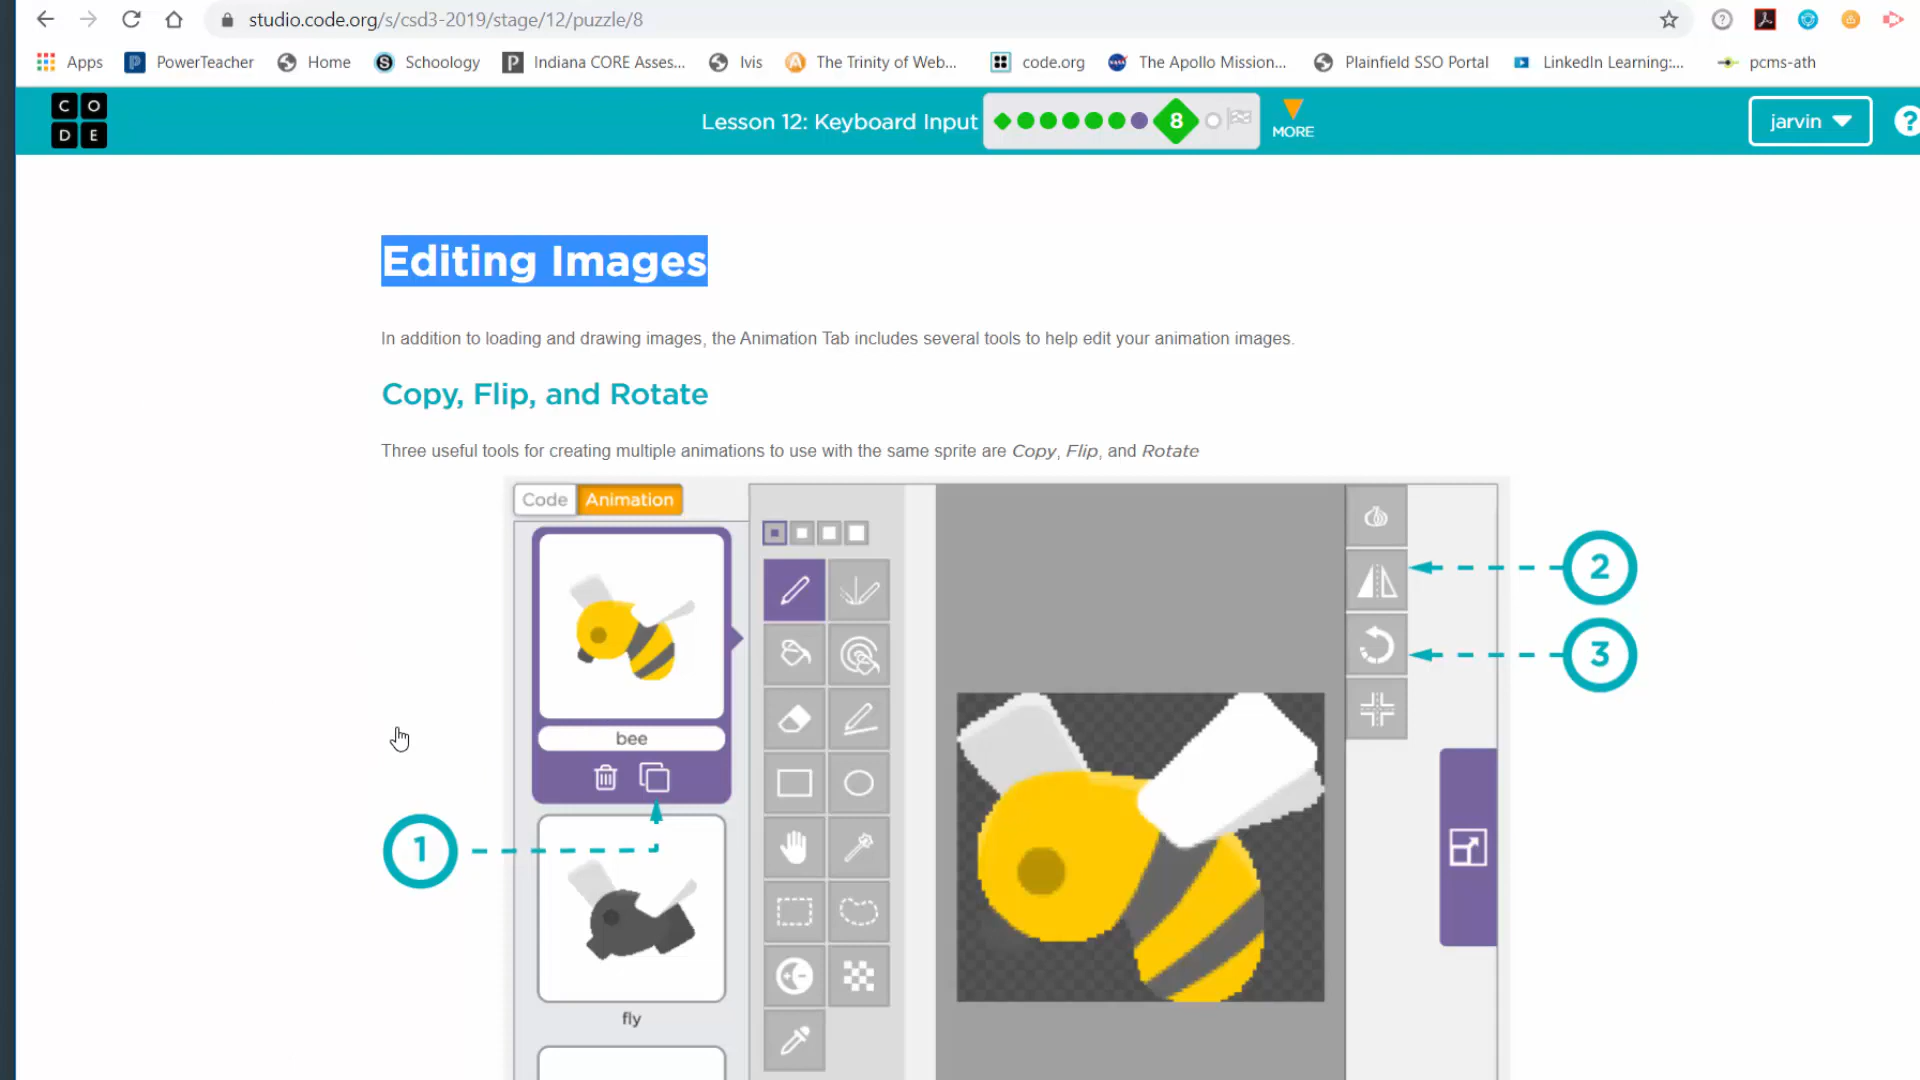 studio.code.org/s/csd3-2019/stage/12/puzzle/8
Apps PowerTeacher Home Schoology Indiana CORE Asses... Ivis The Trinity of Web... code.org The Apollo Mission... Plainfield SSO Portal LinkedIn Learning:... pcms-ath
C O
D E
Lesson 12: Keyboard Input 8 MORE jarvin ?
Editing Images
In addition to loading and drawing images, the Animation Tab includes several tools to help edit your animation images.
Copy, Flip, and Rotate
Three useful tools for creating multiple animations to use with the same sprite are Copy, Flip, and Rotate
Code Animation
2
3
bee
1
fly